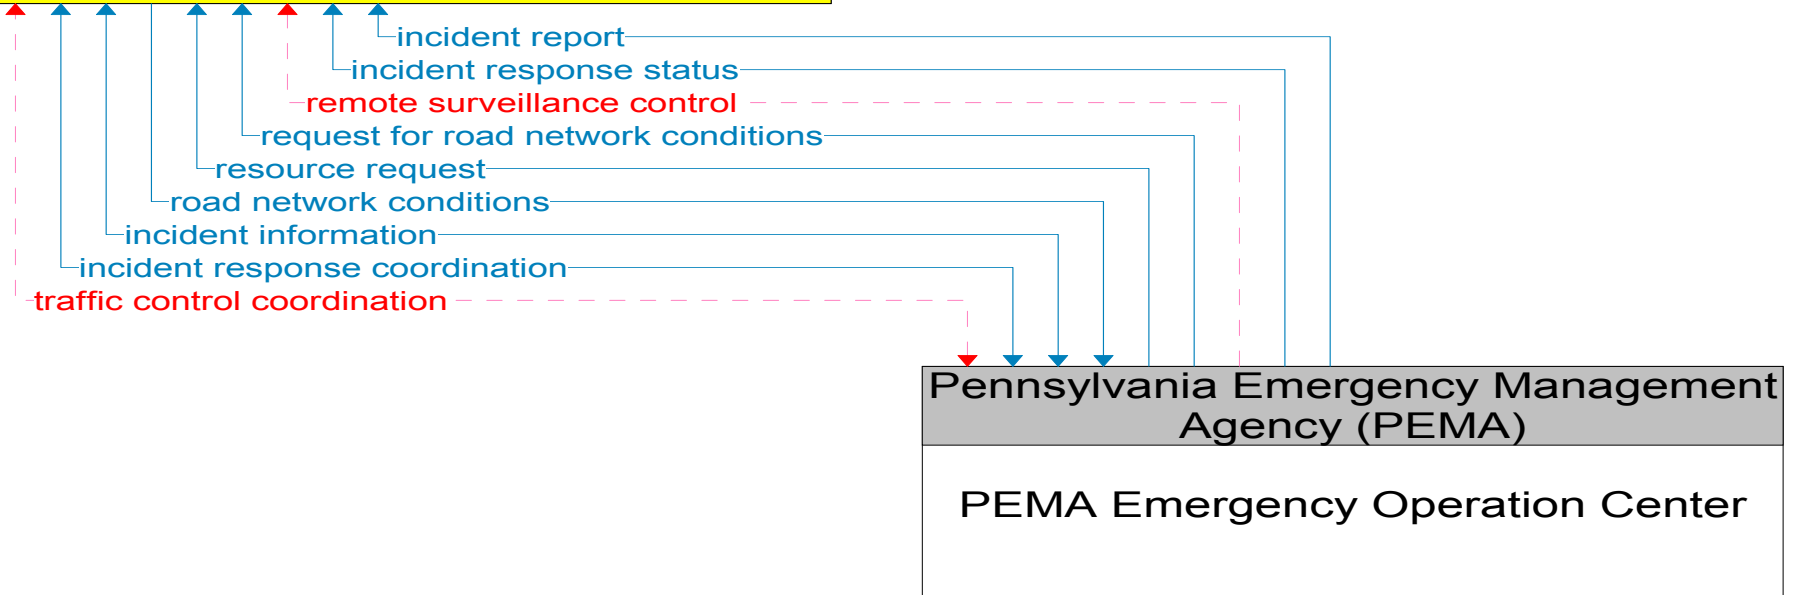 incident report
incident response status
remote surveillance control
request for road network conditions
resource request
road network conditions
incident information
incident response coordination
traffic control coordination
Pennsylvania Emergency Management
Agency (PEMA)
PEMA Emergency Operation Center